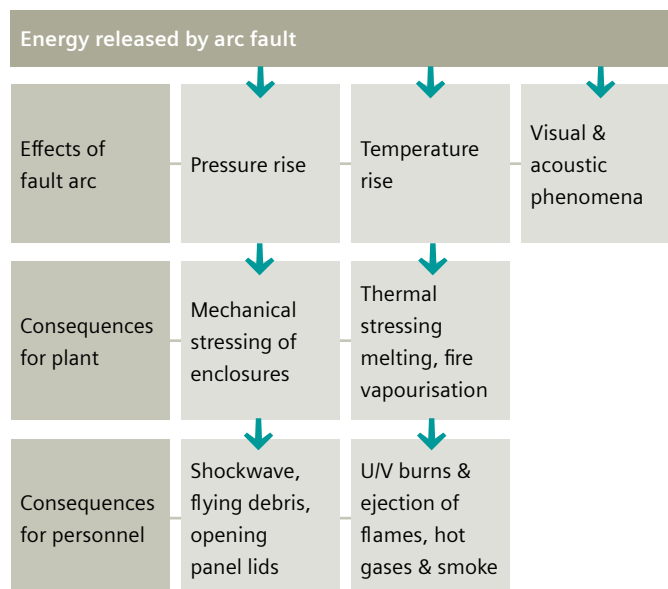 Energy released by arc fault
Effects of
fault arc
Pressure rise
Temperature
rise
Visual &
acoustic
phenomena
Consequences
for plant
Mechanical
stressing of
enclosures
Thermal
stressing
melting, fire
vapourisation
Consequences
for personnel
Shockwave,
flying debris,
opening
panel lids
U/V burns &
ejection of
flames, hot
gases & smoke